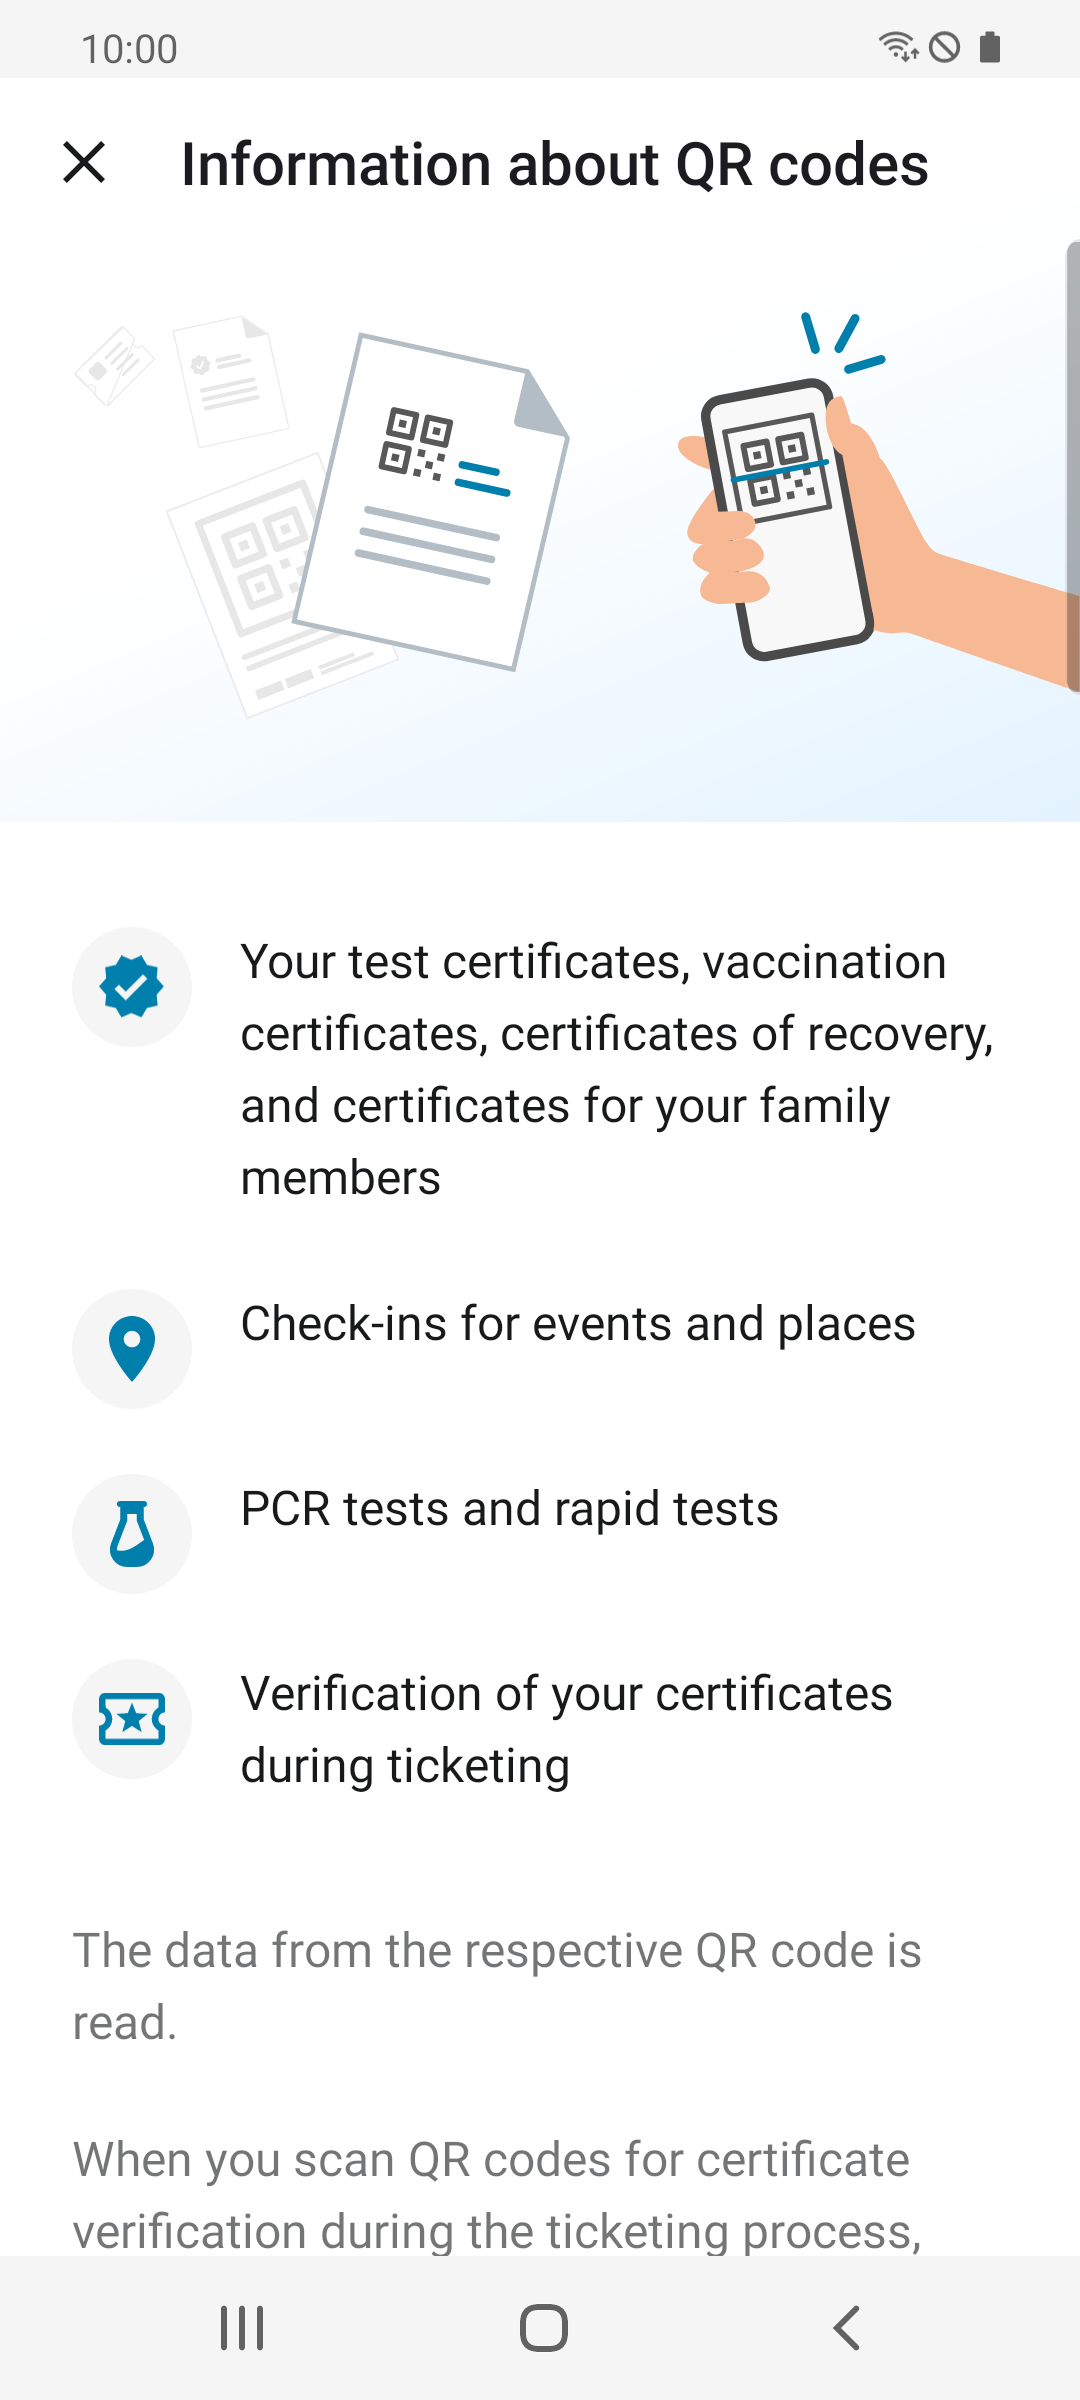 10:00
Information about QR codes
Your test certificates, vaccination
certificates, certificates of recovery,
and certificates for your family
members
Check-ins for events and places
PCR tests and rapid tests
Verification of your certificates
during ticketing
The data from the respective QR code is
read.
When you scan QR codes for certificate
verification during the ticketing process,